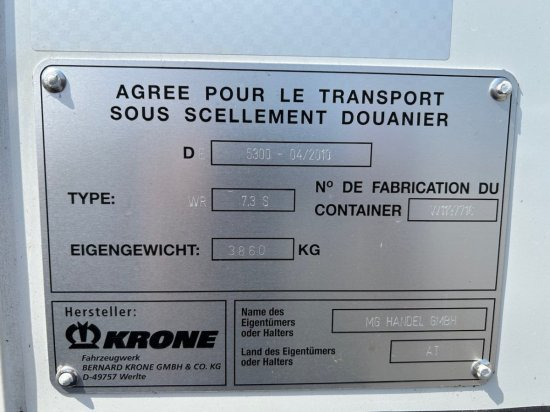 AGREE POUR LE TRANSPORT
SOUS SCELLEMENT DOUANIER
D 5300 - 04/2010
TYPE: WR 7.3 S
Nº DE FABRICATION DU
CONTAINER
EIGENGEWICHT: 3860 KG
Hersteller:
KRONE
Fahrzeugwerk
BERNARD KRONE GMBH & CO. KG
D-49757 Werlte
Name des
Eigentümers
oder Halters
MG HANDEL GMBH
Land des Eigentümers
oder Halters
AT